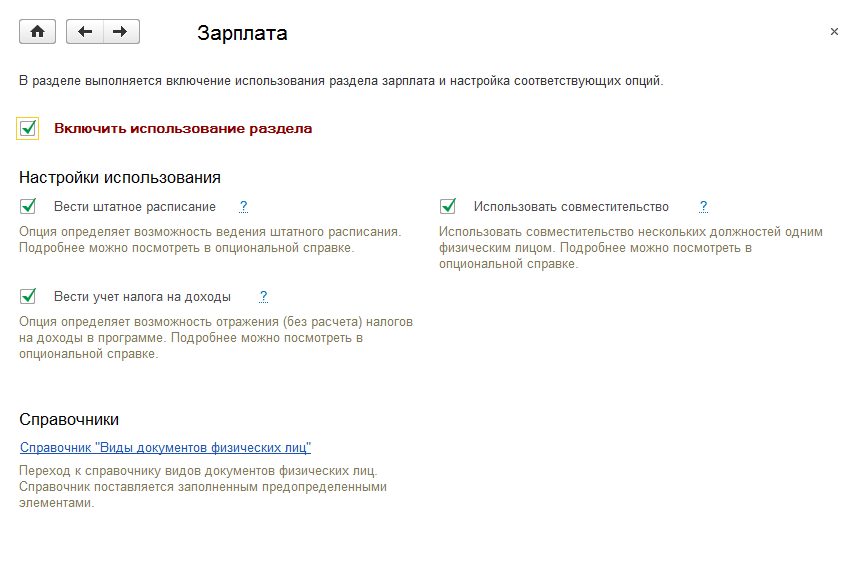 Зарплата
В разделе выполняется включение использования раздела зарплата и настройка соответствующих опций.
Включить использование раздела
Настройки использования
Вести штатное расписание ?
Опция определяет возможность ведения штатного расписания.
Подробнее можно посмотреть в опциональной справке.
Использовать совместительство ?
Использовать совместительство нескольких должностей одним
физическим лицом. Подробнее можно посмотреть в
опциональной справке.
Вести учет налога на доходы ?
Опция определяет возможность отражения (без расчета) налогов
на доходы в программе. Подробнее можно посмотреть в
опциональной справке.
Справочники
Справочник "Виды документов физических лиц"
Переход к справочнику видов документов физических лиц.
Справочник поставляется заполненным предопределенными
элементами.